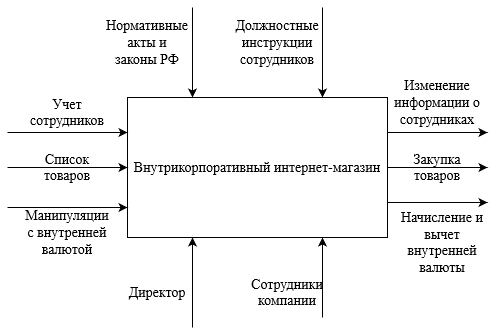 Нормативные
акты и
законы РФ
Должностные
инструкции
сотрудников
Учет
сотрудников
Список
товаров
Манипуляции
с внутренней
валютой
Внутрикорпоративный интернет-магазин
Изменение
информации о
сотрудниках
Закупка
товаров
Начисление и
вычет
внутренней
валюты
Директор
Сотрудники
компании